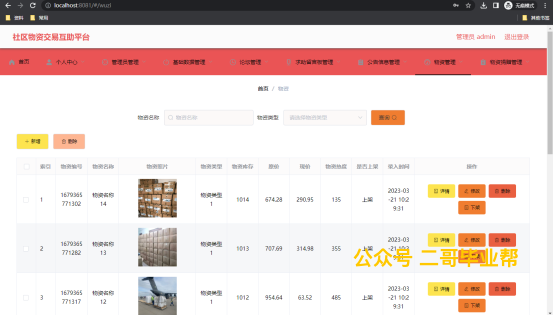 localhost:8081/#/wuzi
无痕模式
资料
常用
其他书签
社区物资交易互助平台
管理员 admin 退出登录
首页 个人中心 管理员管理 基础数据管理 论坛管理 公告信息管理 物资管理 物资捐赠管理
首页 / 物资
物资名称 物资名称 物资类型 请选择物资类型 查询
新增 删除
索引 物资编号 物资名称 物资照片 物资类型 物资库存 原价 现价 物资热度 是否上架 录入时间 操作
1 1679365771302 物资名称14 物资类型1 1014 674.28 290.95 135 上架 2023-03-21 10:29:31 详情 修改 删除 下架
2 1679365771282 物资名称13 物资类型1 1013 707.69 314.98 355 上架 2023-03-21 10:29:31 详情 修改 删除
公众号 二哥毕业帮
3 1679365771317 物资名称12 物资类型1 1012 954.64 63.52 485 上架 2023-03-21 10:29:31 详情 修改 删除 下架